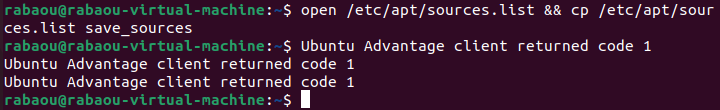 rabaou@rabaou-virtual-machine:~$ open /etc/apt/sources.list && cp /etc/apt/sour
ces.list save_sources
rabaou@rabaou-virtual-machine:~$ Ubuntu Advantage client returned code 1
Ubuntu Advantage client returned code 1
Ubuntu Advantage client returned code 1
rabaou@rabaou-virtual-machine:~$